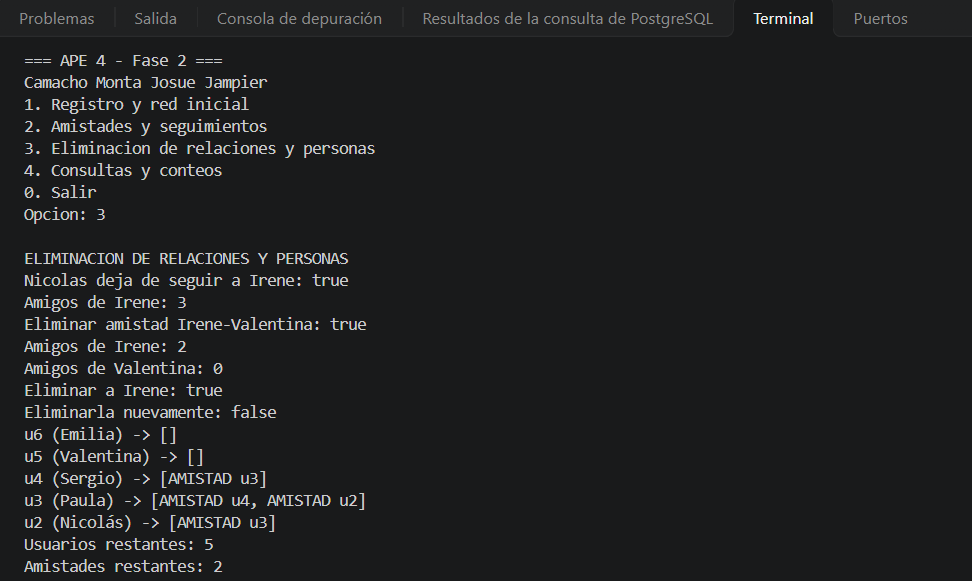 Problemas Salida Consola de depuración Resultados de la consulta de PostgreSQL Terminal Puertos
=== APE 4 - Fase 2 ===
Camacho Monta Josue Jampier
1. Registro y red inicial
2. Amistades y seguimientos
3. Eliminacion de relaciones y personas
4. Consultas y conteos
0. Salir
Opcion: 3
ELIMINACION DE RELACIONES Y PERSONAS
Nicolas deja de seguir a Irene: true
Amigos de Irene: 3
Eliminar amistad Irene-Valentina: true
Amigos de Irene: 2
Amigos de Valentina: 0
Eliminar a Irene: true
Eliminarla nuevamente: false
u6 (Emilia) -> []
u5 (Valentina) -> []
u4 (Sergio) -> [AMISTAD u3]
u3 (Paula) -> [AMISTAD u4, AMISTAD u2]
u2 (Nicolás) -> [AMISTAD u3]
Usuarios restantes: 5
Amistades restantes: 2